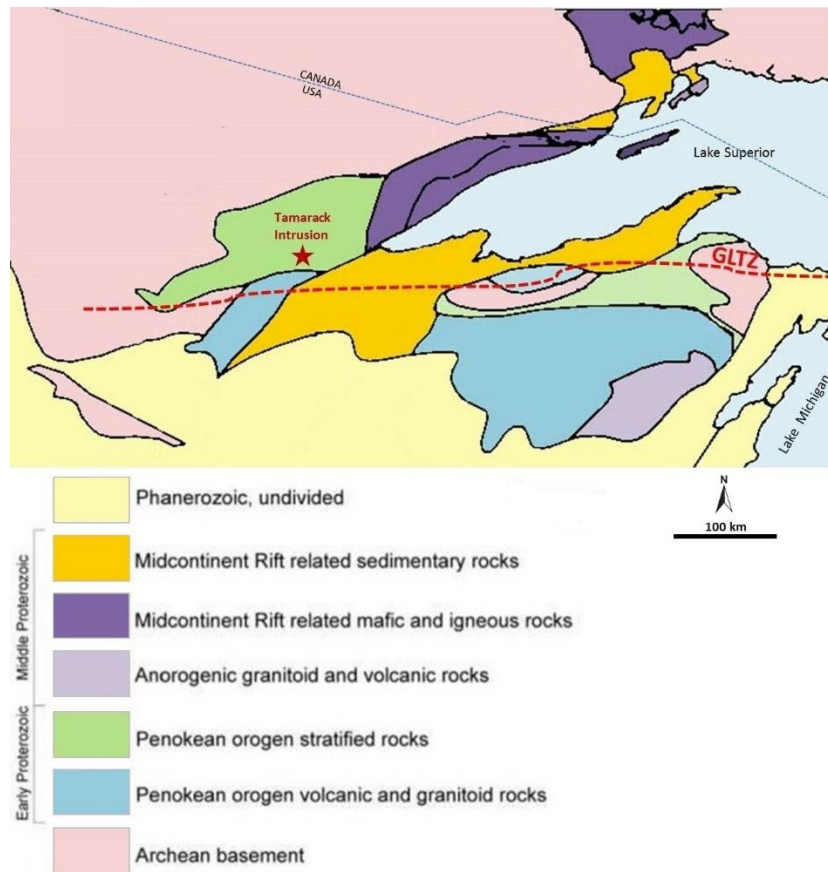 CANADA
USA
Lake Superior
Tamarack
Intrusion
GLTZ
Lake Michigan
N
100 km
Phanerozoic, undivided
Middle Proterozoic
Midcontinent Rift related sedimentary rocks
Midcontinent Rift related mafic and igneous rocks
Anorogenic granitoid and volcanic rocks
Early Proterozoic
Penokean orogen stratified rocks
Penokean orogen volcanic and granitoid rocks
Archean basement